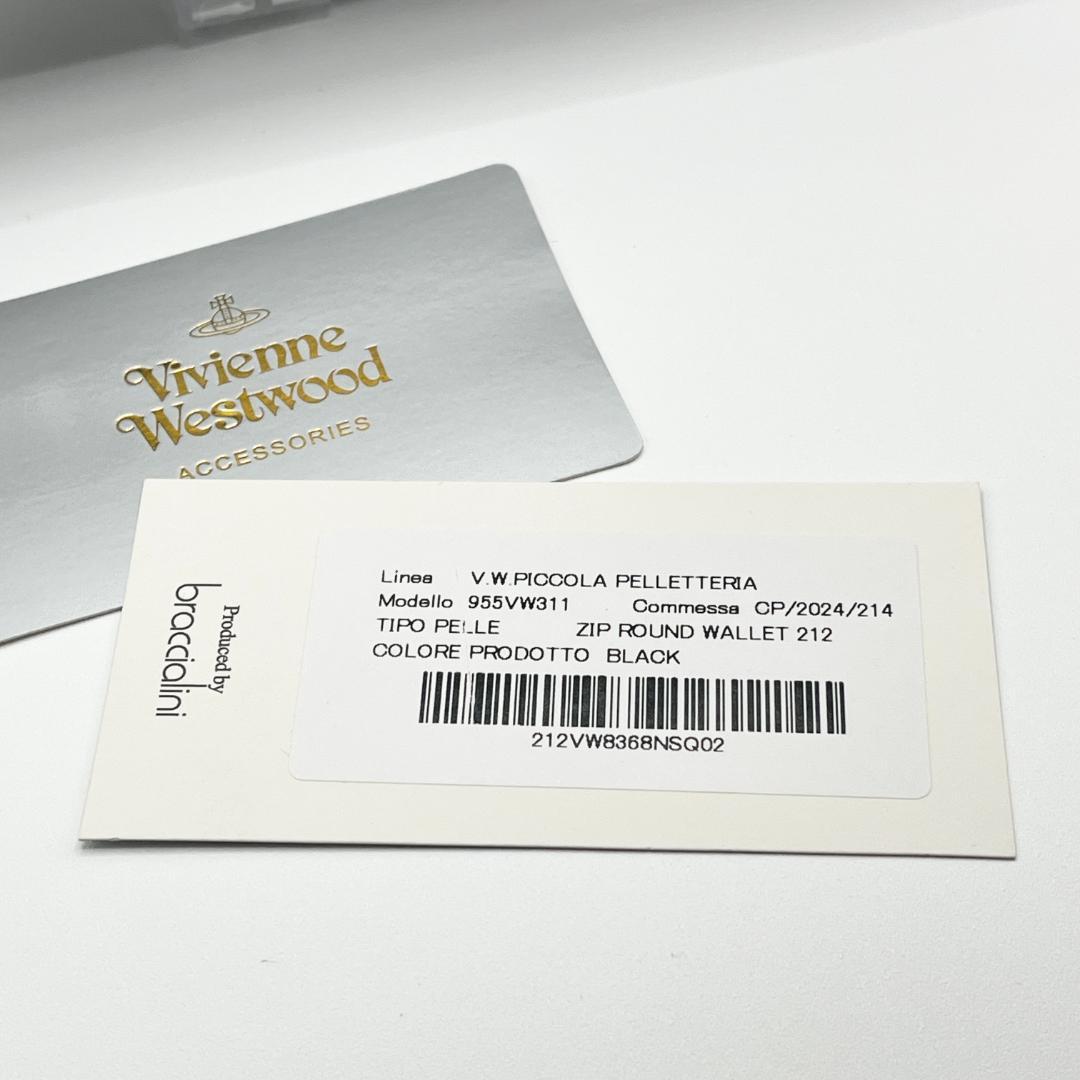 Vivienne
Westwood
ACCESSORIES
Produced by
braccialini
Linea V.W.PICCOLA PELLETTERIA
Modello 955VW311 Commessa CP/2024/214
TIPO PELLE ZIP ROUND WALLET 212
COLORE PRODOTTO BLACK
212VW8368NSQ02